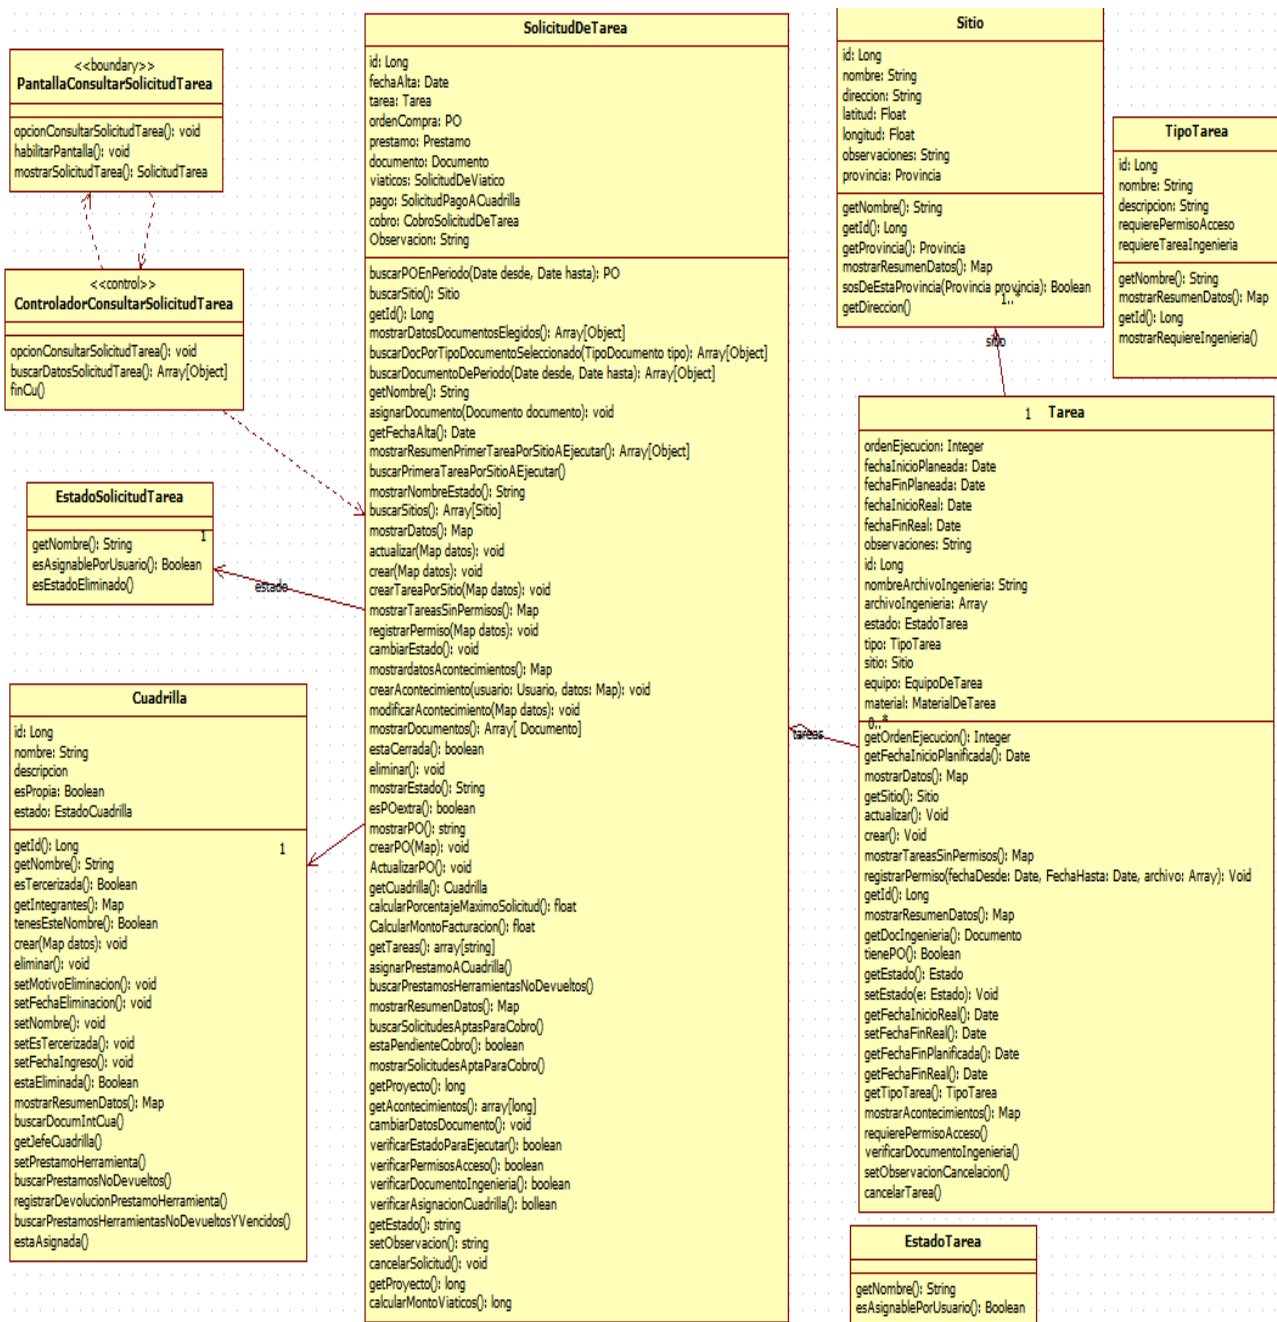 <<boundary>>
PantallaConsultarSolicitudTarea
opcionConsultarSolicitudTarea(): void
habilitarPantalla(): void
mostrarSolicitudTarea(): SolicitudTarea
<<control>>
ControladorConsultarSolicitudTarea
opcionConsultarSolicitudTarea(): void
buscarDatosSolicitudTarea(): Array[Object]
finCu()
EstadoSolicitudTarea
getNombre(): String
1
esAsignablePorUsuario(): Boolean
esEstadoEliminado()
estado
Cuadrilla
id: Long
nombre: String
descripcion
esPropia: Boolean
estado: EstadoCuadrilla
getId(): Long
1
getNombre(): String
esTercerizada(): Boolean
getIntegrantes(): Map
tenesEsteNombre(): Boolean
crear(Map datos): void
eliminar(): void
setMotivoEliminacion(): void
setFechaEliminacion(): void
setNombre(): void
setEsTercerizada(): void
setFechaIngreso(): void
estaEliminada(): Boolean
mostrarResumenDatos(): Map
buscarDocumIntCua()
getJefeCuadrilla()
setPrestamoHerramienta()
buscarPrestamosNoDevueltos()
registrarDevolucionPrestamoHerramienta()
buscarPrestamosHerramientasNoDevueltosYVencidos()
estaAsignada()
SolicitudDeTarea
id: Long
fechaAlta: Date
tarea: Tarea
ordenCompra: PO
prestamo: Prestamo
documento: Documento
viaticos: SolicitudDeViatico
pago: SolicitudPagoACuadrilla
cobro: CobroSolicitudDeTarea
Observacion: String
buscarPOEnPeriodo(Date desde, Date hasta): PO
buscarSitio(): Sitio
getId(): Long
mostrarDatosDocumentosElegidos(): Array[Object]
buscarDocPorTipoDocumentoSeleccionado(TipoDocumento tipo): Array[Object]
buscarDocumentoDePeriodo(Date desde, Date hasta): Array[Object]
getNombre(): String
asignarDocumento(Documento documento): void
getFechaAlta(): Date
mostrarResumenPrimerTareaPorSitioAEjecutar(): Array[Object]
buscarPrimeraTareaPorSitioAEjecutar()
mostrarNombreEstado(): String
buscarSitios(): Array[Sitio]
mostrarDatos(): Map
actualizar(Map datos): void
crear(Map datos): void
crearTareaPorSitio(Map datos): void
mostrarTareasSinPermisos(): Map
registrarPermiso(Map datos): void
cambiarEstado(): void
mostrardatosAcontecimientos(): Map
crearAcontecimiento(usuario: Usuario, datos: Map): void
modificarAcontecimiento(Map datos): void
mostrarDocumentos(): Array[ Documento]
estaCerrada(): boolean
eliminar(): void
mostrarEstado(): String
esPOextra(): boolean
mostrarPO(): string
crearPO(Map): void
ActualizarPO(): void
getCuadrilla(): Cuadrilla
calcularPorcentajeMaximoSolicitud(): float
CalcularMontoFacturacion(): float
getTareas(): array[string]
asignarPrestamoACuadrilla()
buscarPrestamosHerramientasNoDevueltos()
mostrarResumenDatos(): Map
buscarSolicitudesAptasParaCobro()
estaPendienteCobro(): boolean
mostrarSolicitudesAptaParaCobro()
getProyecto(): long
getAcontecimientos(): array[long]
cambiarDatosDocumento(): void
verificarEstadoParaEjecutar(): boolean
verificarPermisosAcceso(): boolean
verificarDocumentoIngenieria(): boolean
verificarAsignacionCuadrilla(): bollean
getEstado(): string
setObservacion(): string
cancelarSolicitud(): void
getProyecto(): long
calcularMontoViaticos(): long
Sitio
id: Long
nombre: String
direccion: String
latitud: Float
longitud: Float
observaciones: String
provincia: Provincia
getNombre(): String
getId(): Long
getProvincia(): Provincia
mostrarResumenDatos(): Map
sosDeEstaProvincia(Provincia provincia): Boolean
1..*
getDireccion()
sitio
TipoTarea
id: Long
nombre: String
descripcion: String
requierePermisoAcceso
requiereTareaIngenieria
getNombre(): String
mostrarResumenDatos(): Map
getId(): Long
mostrarRequiereIngenieria()
1 Tarea
ordenEjecucion: Integer
fechaInicioPlaneada: Date
fechaFinPlaneada: Date
fechaInicioReal: Date
fechaFinReal: Date
observaciones: String
id: Long
nombreArchivoIngenieria: String
archivoIngenieria: Array
estado: EstadoTarea
tipo: TipoTarea
sitio: Sitio
equipo: EquipoDeTarea
material: MaterialDeTarea
0..*
tareas
getOrdenEjecucion(): Integer
getFechaInicioPlanificada(): Date
mostrarDatos(): Map
getSitio(): Sitio
actualizar(): Void
crear(): Void
mostrarTareasSinPermisos(): Map
registrarPermiso(fechaDesde: Date, FechaHasta: Date, archivo: Array): Void
getId(): Long
mostrarResumenDatos(): Map
getDocIngenieria(): Documento
tienePO(): Boolean
getEstado(): Estado
setEstado(e: Estado): Void
getFechaInicioReal(): Date
setFechaFinReal(): Date
getFechaFinPlanificada(): Date
getFechaFinReal(): Date
getTipoTarea(): TipoTarea
mostrarAcontecimientos(): Map
requierePermisoAcceso()
verificarDocumentoIngenieria()
setObservacionCancelacion()
cancelarTarea()
EstadoTarea
getNombre(): String
esAsignablePorUsuario(): Boolean